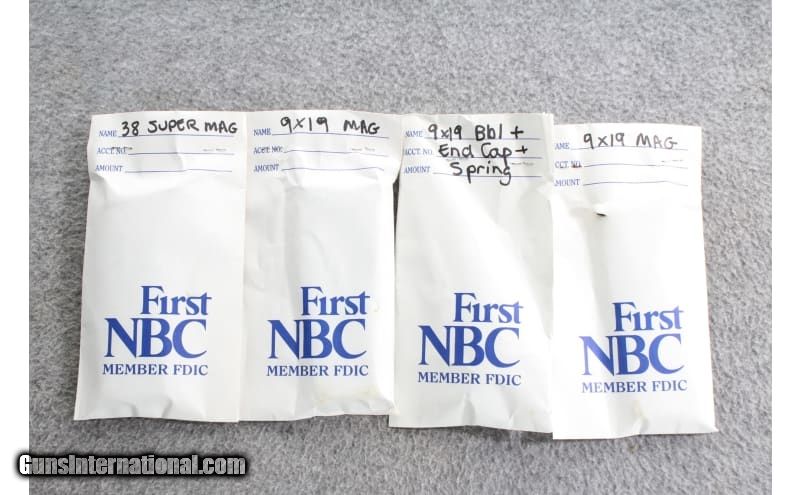 NAME 38 SUPER MAG
ACCT NO.
AMOUNT
First
NBC
MEMBER FDIC
NAME 9x19 MAG
ACCT NO.
AMOUNT
First
NBC
MEMBER FDIC
NAME 9x19 Bbl +
ACCT. NO. End Cap +
AMOUNT Spring
First
NBC
MEMBER FDIC
NAME 9x19 MAG
ACCT. NO.
AMOUNT
First
NBC
MEMBER FDIC
GunsInternational.com